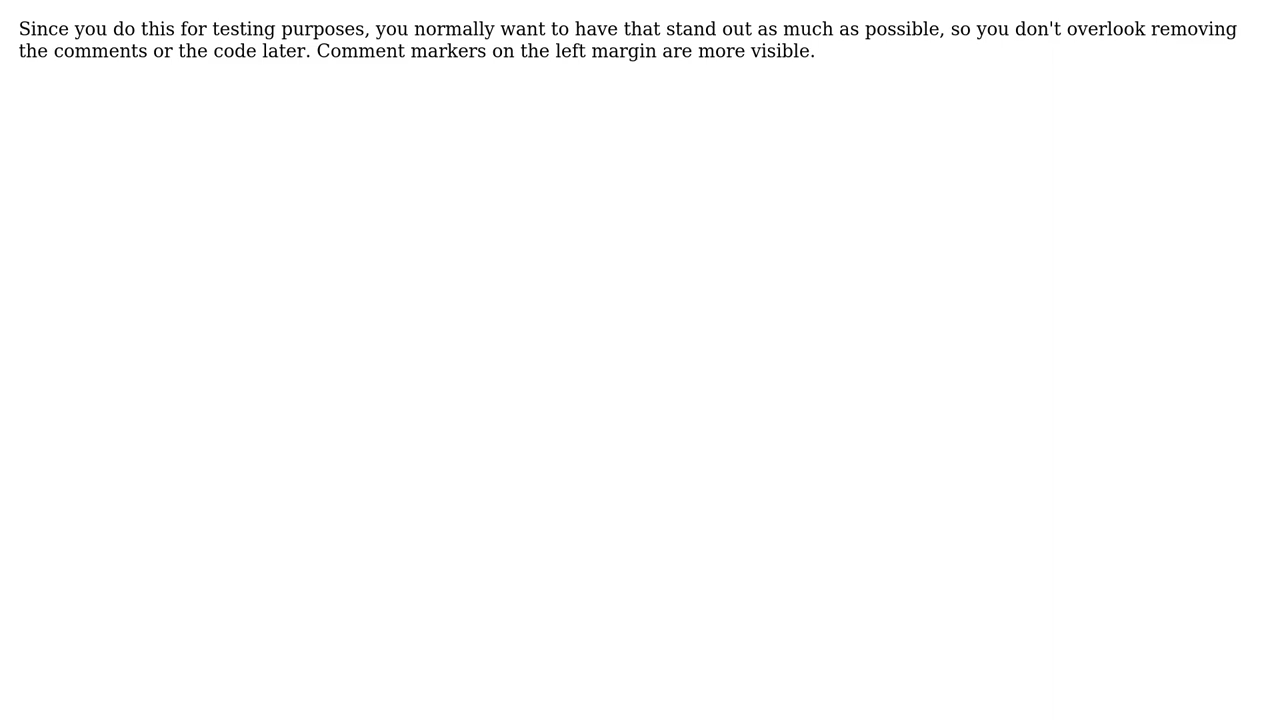 Since you do this for testing purposes, you normally want to have that stand out as much as possible, so you don't overlook removing
the comments or the code later. Comment markers on the left margin are more visible.